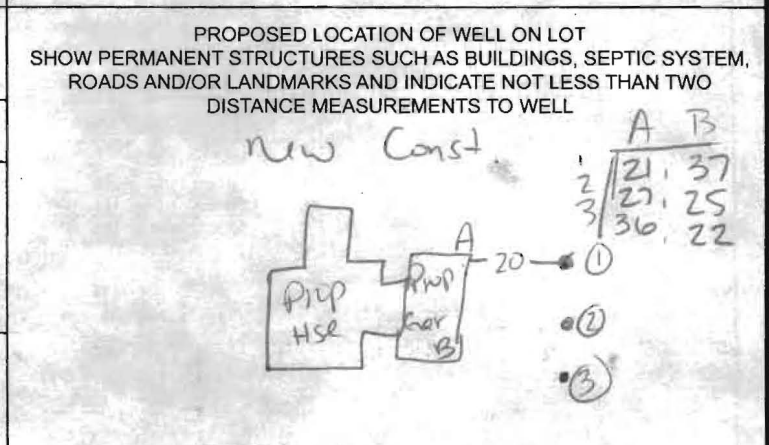 PROPOSED LOCATION OF WELL ON LOT
SHOW PERMANENT STRUCTURES SUCH AS BUILDINGS, SEPTIC SYSTEM,
ROADS AND/OR LANDMARKS AND INDICATE NOT LESS THAN TWO
DISTANCE MEASUREMENTS TO WELL
New Const.
A B
1 21, 37
2 27, 25
3 36, 22
A
20
1
Prop
Hse
Prop
Gar
B
2
3